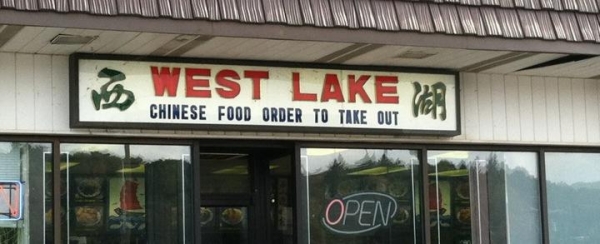 西 WEST LAKE 湖
CHINESE FOOD ORDER TO TAKE OUT
OPEN